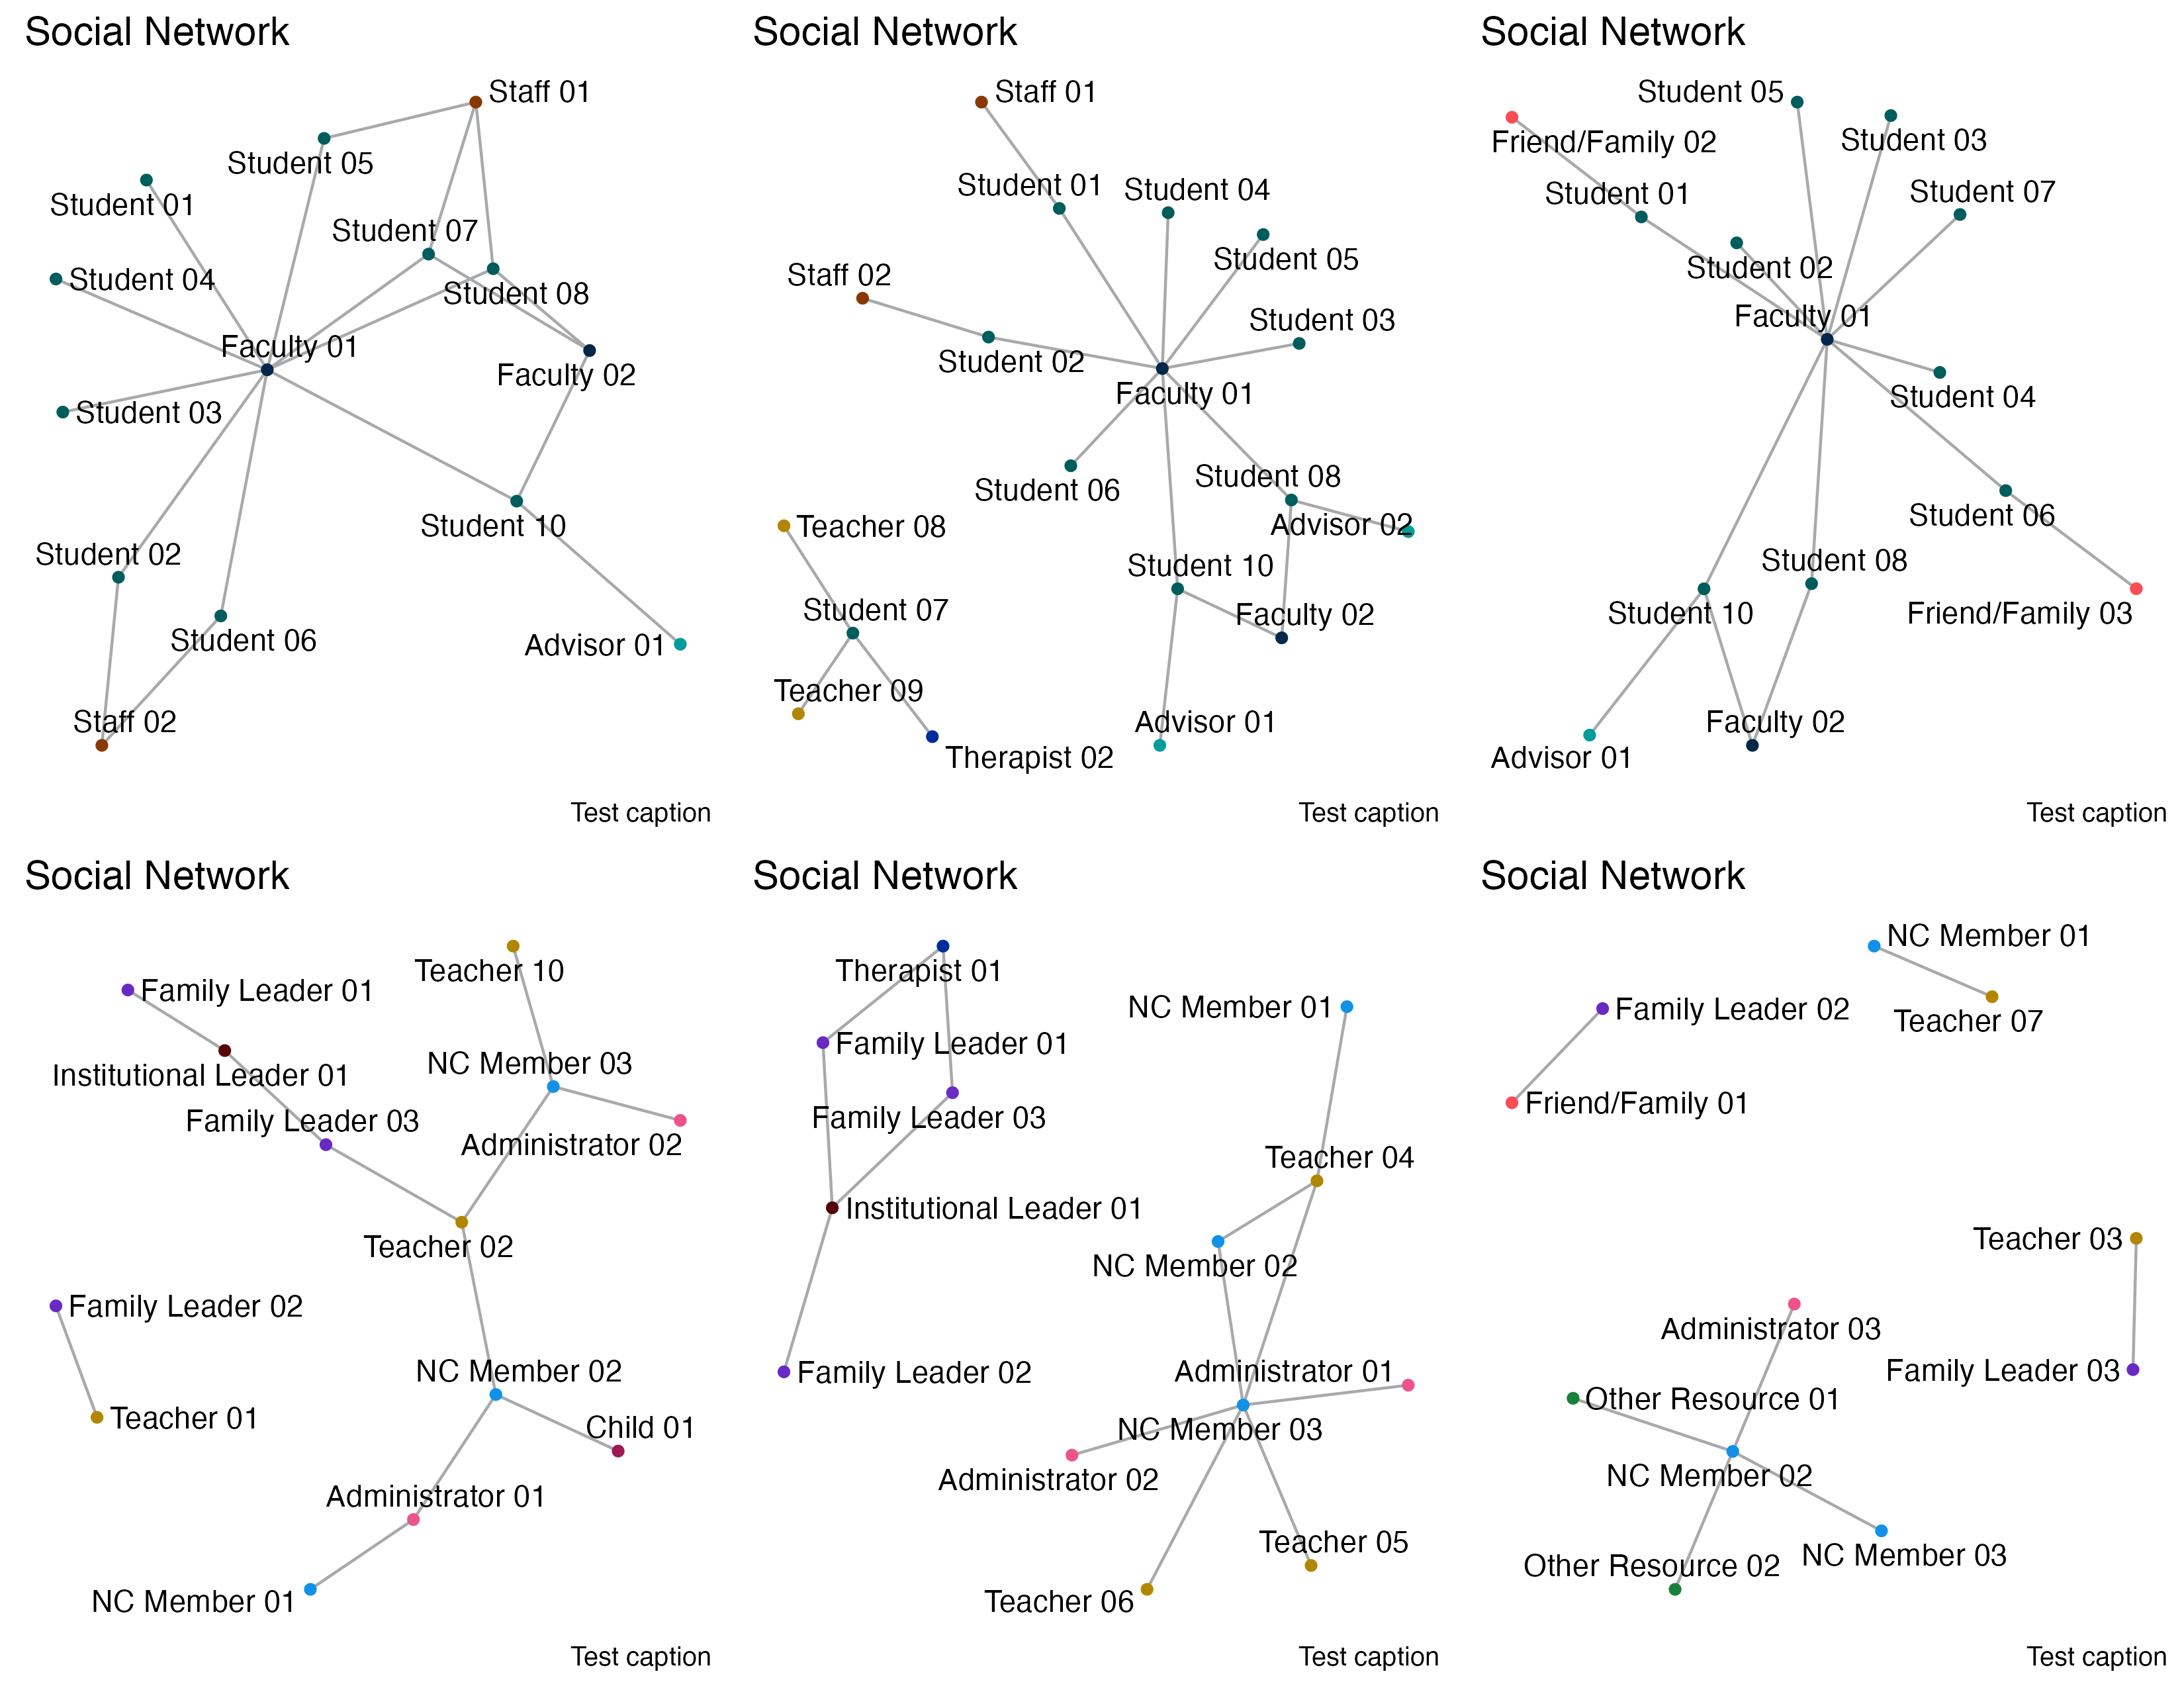 Social Network
Staff 01
Student 05
Student 01
Student 07
Student 04
Student 08
Faculty 01
Faculty 02
Student 03
Student 10
Student 02
Student 06
Advisor 01
Staff 02
Test caption
Social Network
Staff 01
Student 01
Student 04
Student 05
Staff 02
Student 03
Student 02
Faculty 01
Student 08
Student 06
Advisor 02
Teacher 08
Student 10
Student 07
Faculty 02
Teacher 09
Advisor 01
Therapist 02
Test caption
Social Network
Student 05
Friend/Family 02
Student 03
Student 01
Student 07
Student 02
Faculty 01
Student 04
Student 06
Student 08
Student 10
Friend/Family 03
Faculty 02
Advisor 01
Test caption
Social Network
Teacher 10
Family Leader 01
NC Member 03
Institutional Leader 01
Family Leader 03
Administrator 02
Teacher 02
Family Leader 02
NC Member 02
Teacher 01
Child 01
Administrator 01
NC Member 01
Test caption
Social Network
Therapist 01
NC Member 01
Family Leader 01
Family Leader 03
Teacher 04
Institutional Leader 01
NC Member 02
Family Leader 02
Administrator 01
NC Member 03
Administrator 02
Teacher 05
Teacher 06
Test caption
Social Network
NC Member 01
Family Leader 02
Teacher 07
Friend/Family 01
Teacher 03
Administrator 03
Family Leader 03
Other Resource 01
NC Member 02
NC Member 03
Other Resource 02
Test caption